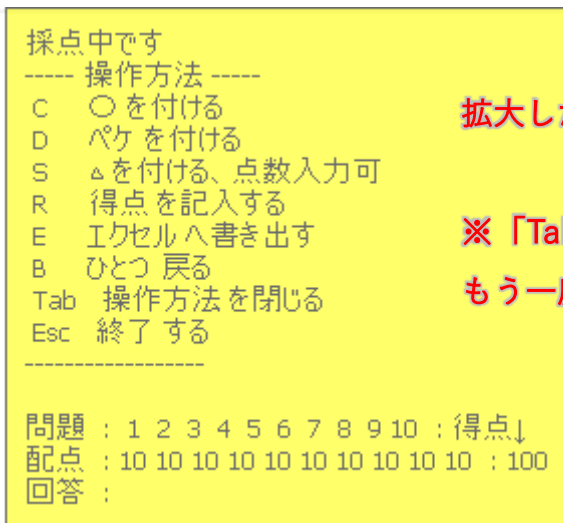 採点中です
----- 操作方法 -----
C 〇を付ける
D ペケ を付ける
S △を付ける、点数入力可
R 得点を記入する
E エクセルへ書き出す
B ひとつ 戻る
Tab 操作方法を閉じる
Esc 終了する
------------------
問題 : 1 2 3 4 5 6 7 8 9 10 : 得点↓
配点 : 10 10 10 10 10 10 10 10 10 10 : 100
回答 :
拡大し
※「Ta
もう一